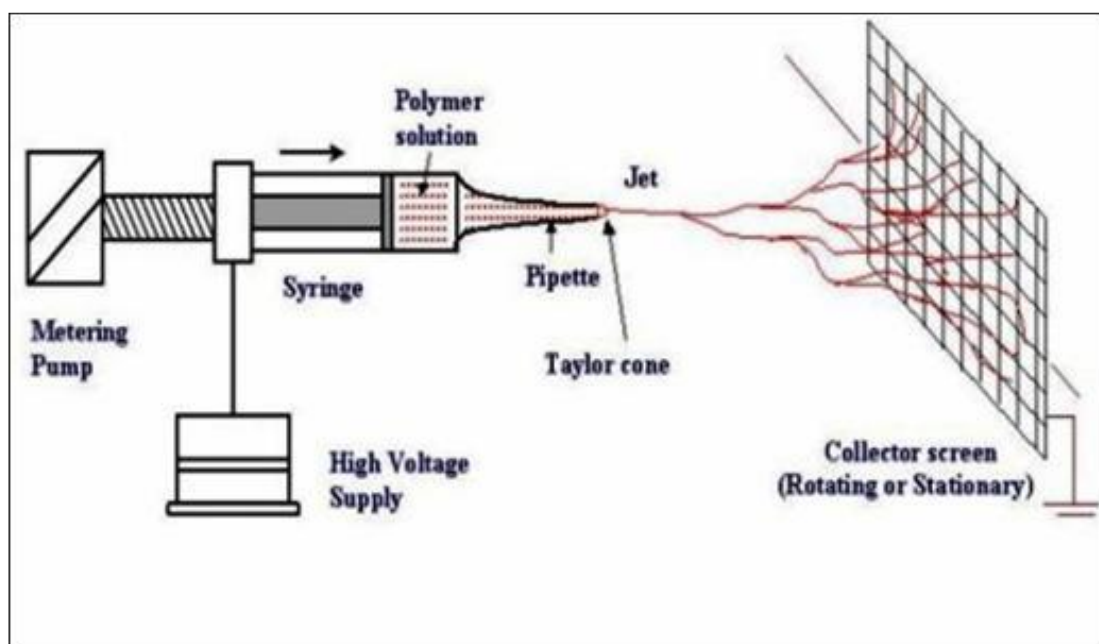 Polymer
solution
Jet
Syringe
Pipette
Metering
Pump
Taylor cone
High Voltage
Supply
Collector screen
(Rotating or Stationary)